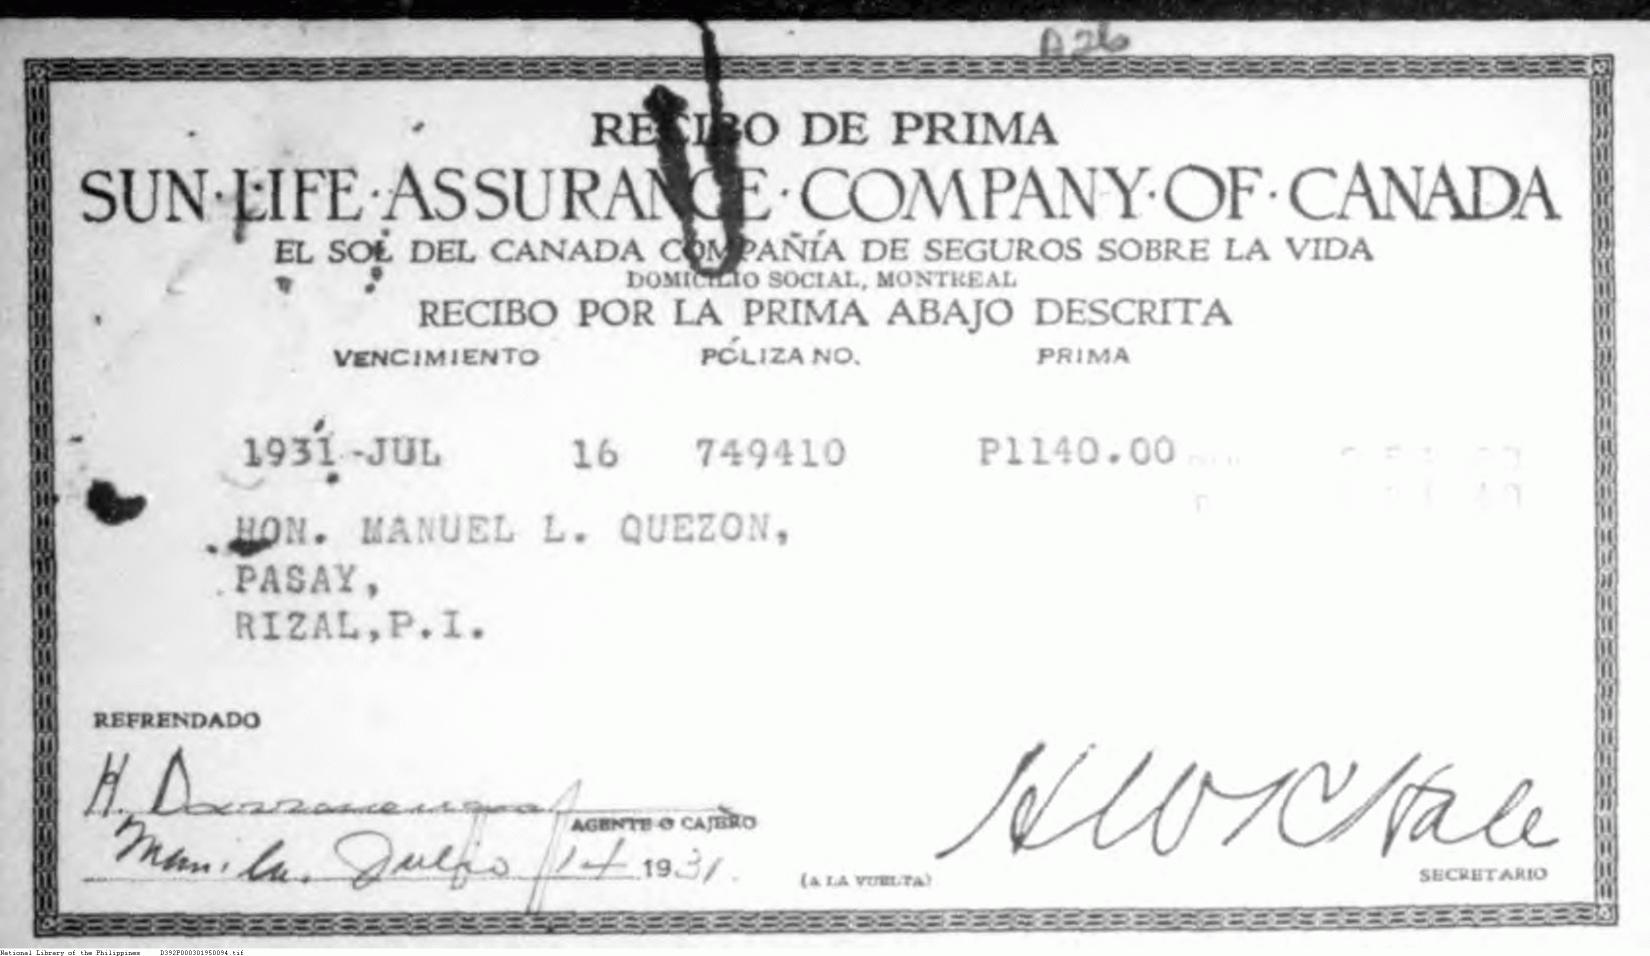 A26
RECIBO DE PRIMA
SUN·LIFE·ASSURANCE·COMPANY·OF·CANADA
EL SOL DEL CANADA COMPAÑÍA DE SEGUROS SOBRE LA VIDA
DOMICILIO SOCIAL, MONTREAL
RECIBO POR LA PRIMA ABAJO DESCRITA
VENCIMIENTO PÓLIZA NO. PRIMA
1931-JUL 16 749410 P1140.00
HON. MANUEL L. QUEZON,
PASAY,
RIZAL,P.I.
REFRENDADO
H.
AGENTE O CAJERO
Manila, Julio 14 1931.
(A LA VUELTA)
SECRETARIO
National Library of the Philippines D392F000301950094.tif